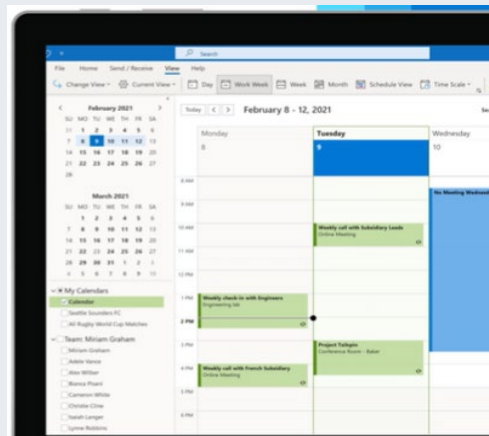 Search
File Home Send / Receive View Help
Change View Current View Day Work Week Week Month Schedule View Time Scale
February 2021
SU MO TU WE TH FR SA
31 1 2 3 4 5 6
7 8 9 10 11 12 13
14 15 16 17 18 19 20
21 22 23 24 25 26 27
28
March 2021
SU MO TU WE TH FR SA
1 2 3 4 5 6
7 8 9 10 11 12 13
14 15 16 17 18 19 20
21 22 23 24 25 26 27
28 29 30 31 1 2 3
4 5 6 7 8 9 10
My Calendars
Calendar
Seattle Sounders FC
All Rugby World Cup Matches
Team: Miriam Graham
Miriam Graham
Adele Vance
Alex Wilber
Bianca Pisani
Cameron White
Christie Cline
Isaiah Langer
Lynne Robbins
Today February 8 - 12, 2021
Monday Tuesday Wednesday
8 9 10
8 AM
9 AM
No Meeting Wednesd
10 AM
Weekly call with Subsidiary Leads
Online Meeting
11 AM
12 PM
1 PM
Weekly check-in with Engineers
Engineering lab
2 PM
3 PM
Project Tailspin
Conference Room - Baker
4 PM
Weekly call with French Subsidiary
Online Meeting
5 PM
6 PM